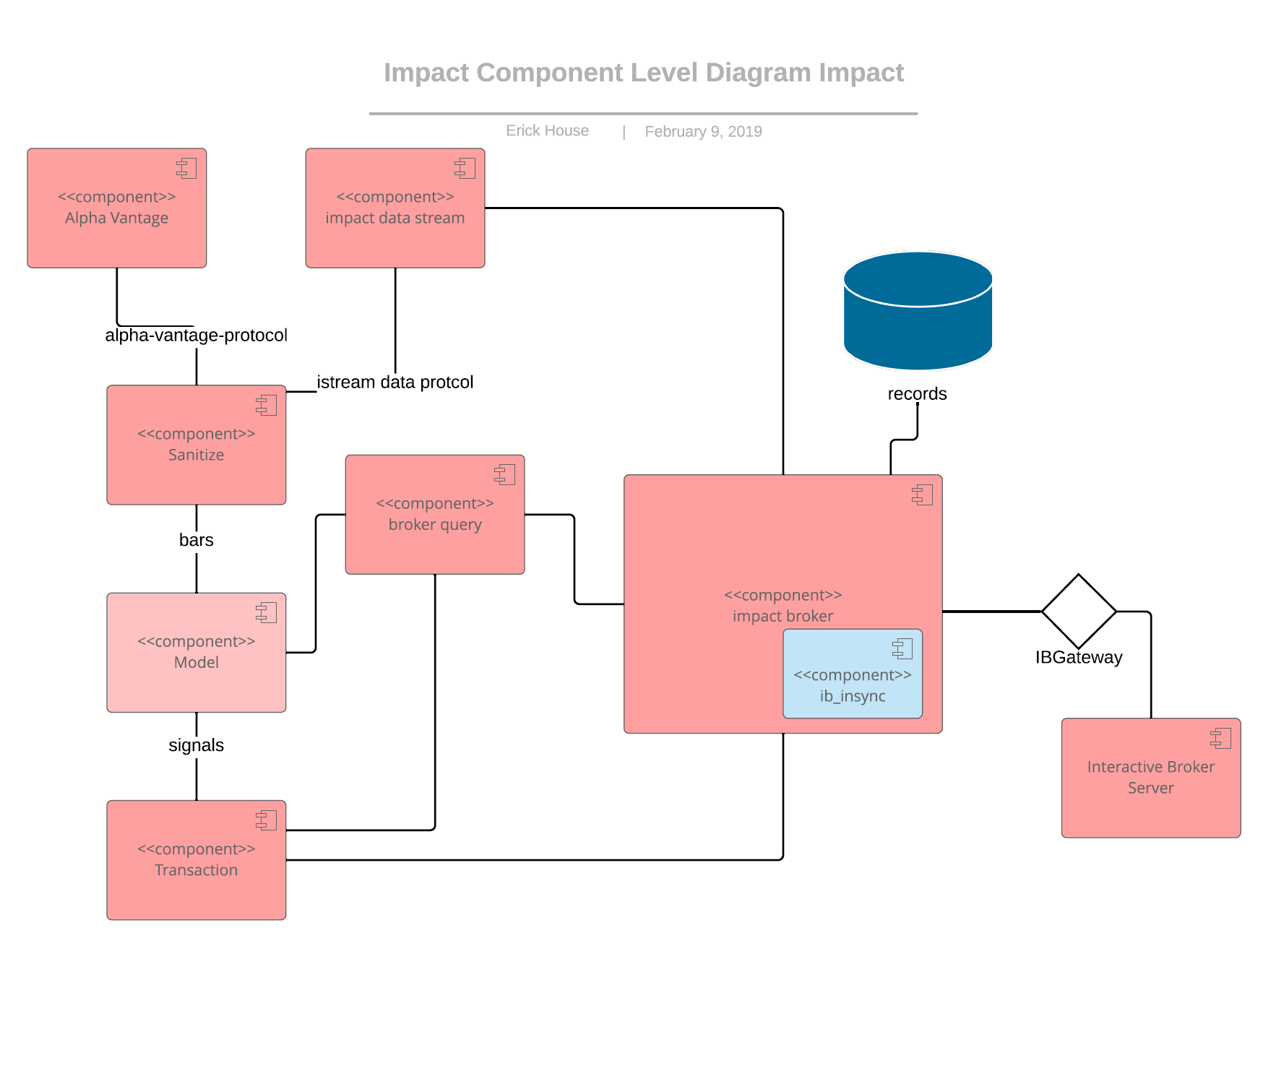 Impact Component Level Diagram Impact
Erick House | February 9, 2019
<<component>>
Alpha Vantage
<<component>>
impact data stream
alpha-vantage-protocol
istream data protcol
records
<<component>>
Sanitize
<<component>>
broker query
bars
<<component>>
impact broker
<<component>>
Model
IBGateway
<<component>>
ib_insync
signals
Interactive Broker
Server
<<component>>
Transaction